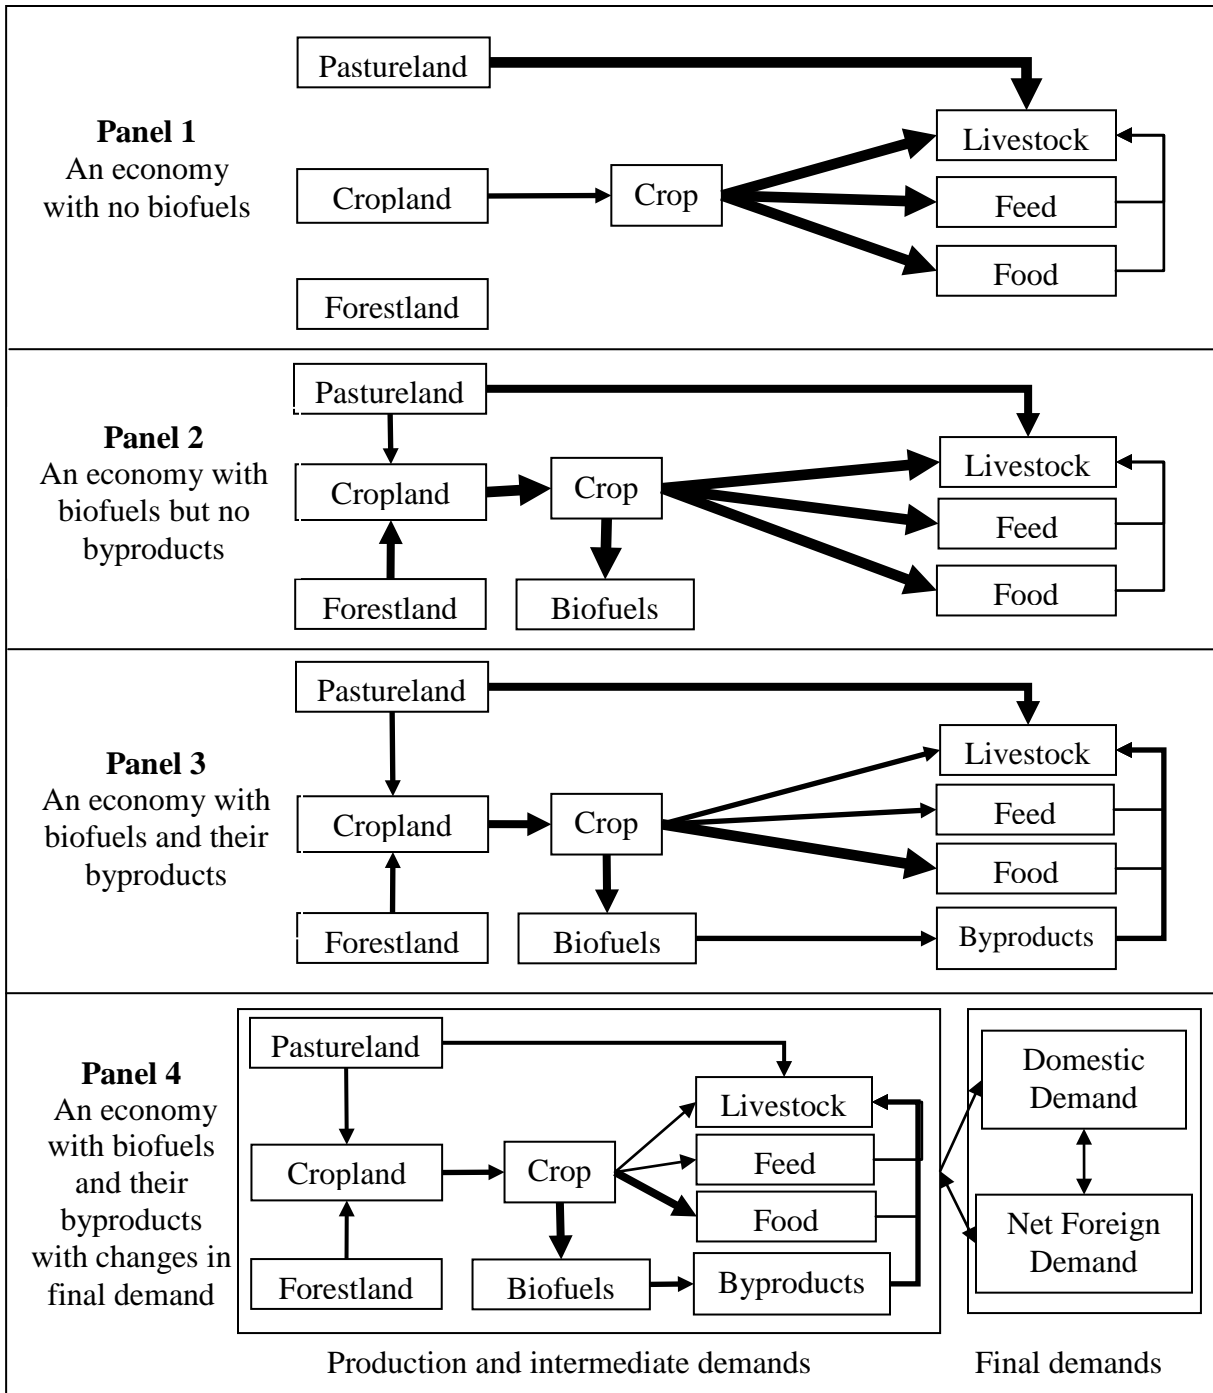 Panel 1
An economy
with no biofuels
Pastureland
Cropland
Forestland
Crop
Livestock
Feed
Food
Panel 2
An economy with
biofuels but no
byproducts
Pastureland
Cropland
Forestland
Crop
Biofuels
Livestock
Feed
Food
Panel 3
An economy with
biofuels and their
byproducts
Pastureland
Cropland
Forestland
Crop
Biofuels
Livestock
Feed
Food
Byproducts
Panel 4
An economy
with biofuels
and their
byproducts
with changes in
final demand
Pastureland
Cropland
Forestland
Crop
Biofuels
Livestock
Feed
Food
Byproducts
Domestic
Demand
Net Foreign
Demand
Production and intermediate demands
Final demands